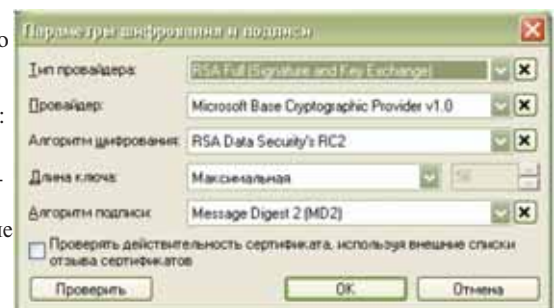 Параметры шифрования и подписи
Тип провайдера: RSA Full (Signature and Key Exchange)
Провайдер: Microsoft Base Cryptographic Provider v1.0
Алгоритм шифрования: RSA Data Security's RC2
Длина ключа: Максимальная
Алгоритм подписи: Message Digest 2 (MD2)
Проверять действительность сертификата, используя внешние списки
отзыва сертификатов
Проверить OK Отмена